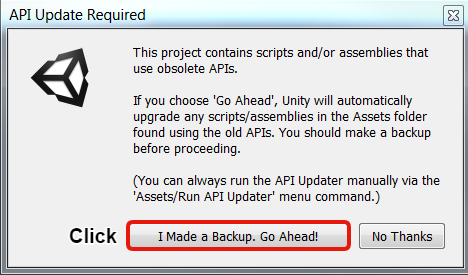 API Update Required
This project contains scripts and/or assemblies that
use obsolete APIs.
If you choose 'Go Ahead', Unity will automatically
upgrade any scripts/assemblies in the Assets folder
found using the old APIs. You should make a backup
before proceeding.
(You can always run the API Updater manually via the
'Assets/Run API Updater' menu command.)
Click
I Made a Backup. Go Ahead!
No Thanks